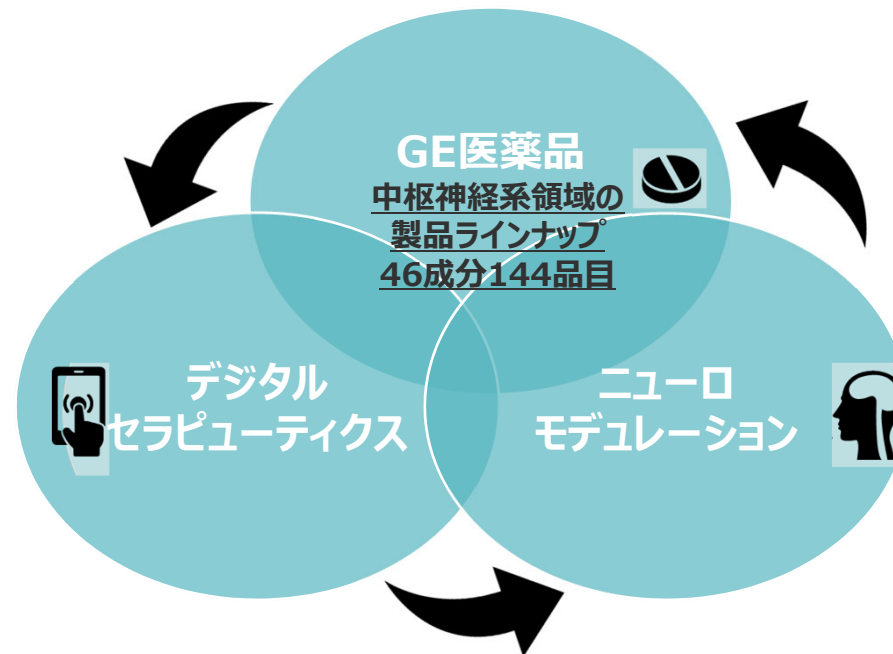 GE医薬品
中枢神経系領域の
製品ラインナップ
46成分144品目
デジタル
セラピューティクス
ニューロ
モデュレーション